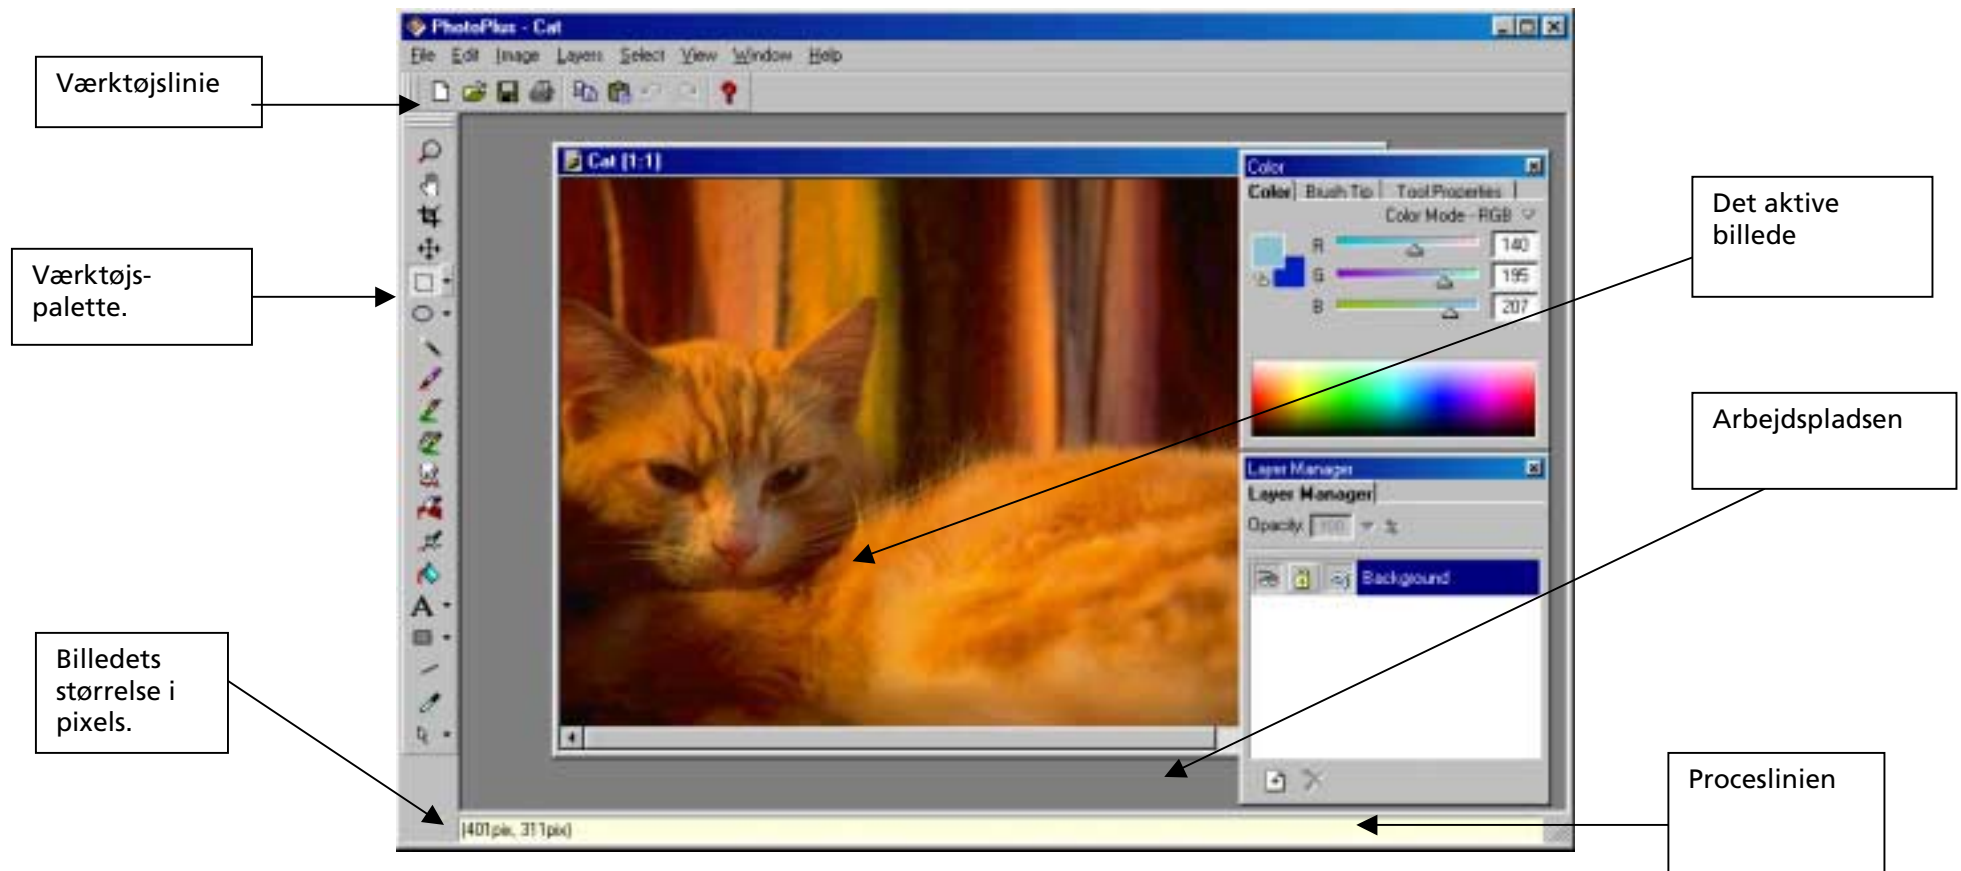 PhotoPlus - Cat
File Edit Image Layers Select View Window Help
Værktøjslinie
Cat (1:1)
Color
Color Brush Tip Tool Properties
Color Mode - RGB
R 140
G 195
B 207
Værktøjs-
palette.
Det aktive
billede
Arbejdspladsen
Layer Manager
Layer Manager
Opacity: 100 %
Background
A
Billedets
størrelse i
pixels.
Proceslinien
(401pix, 311pix)